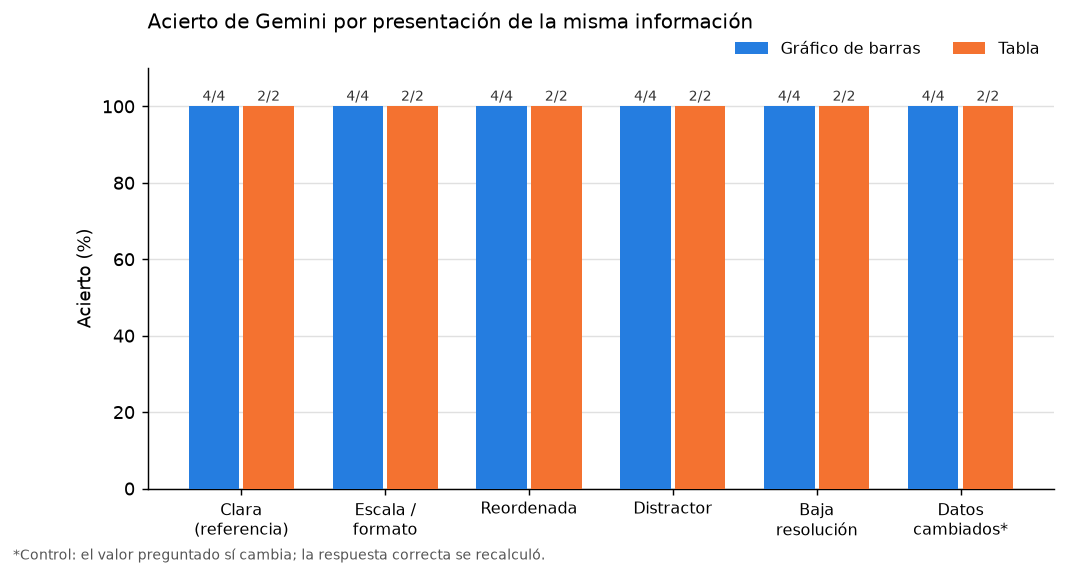 Acierto de Gemini por presentación de la misma información
Gráfico de barras
Tabla
Acierto (%)
100
80
60
40
20
0
4/4
2/2
4/4
2/2
4/4
2/2
4/4
2/2
4/4
2/2
4/4
2/2
Clara
(referencia)
Escala /
formato
Reordenada
Distractor
Baja
resolución
Datos
cambiados*
*Control: el valor preguntado sí cambia; la respuesta correcta se recalculó.